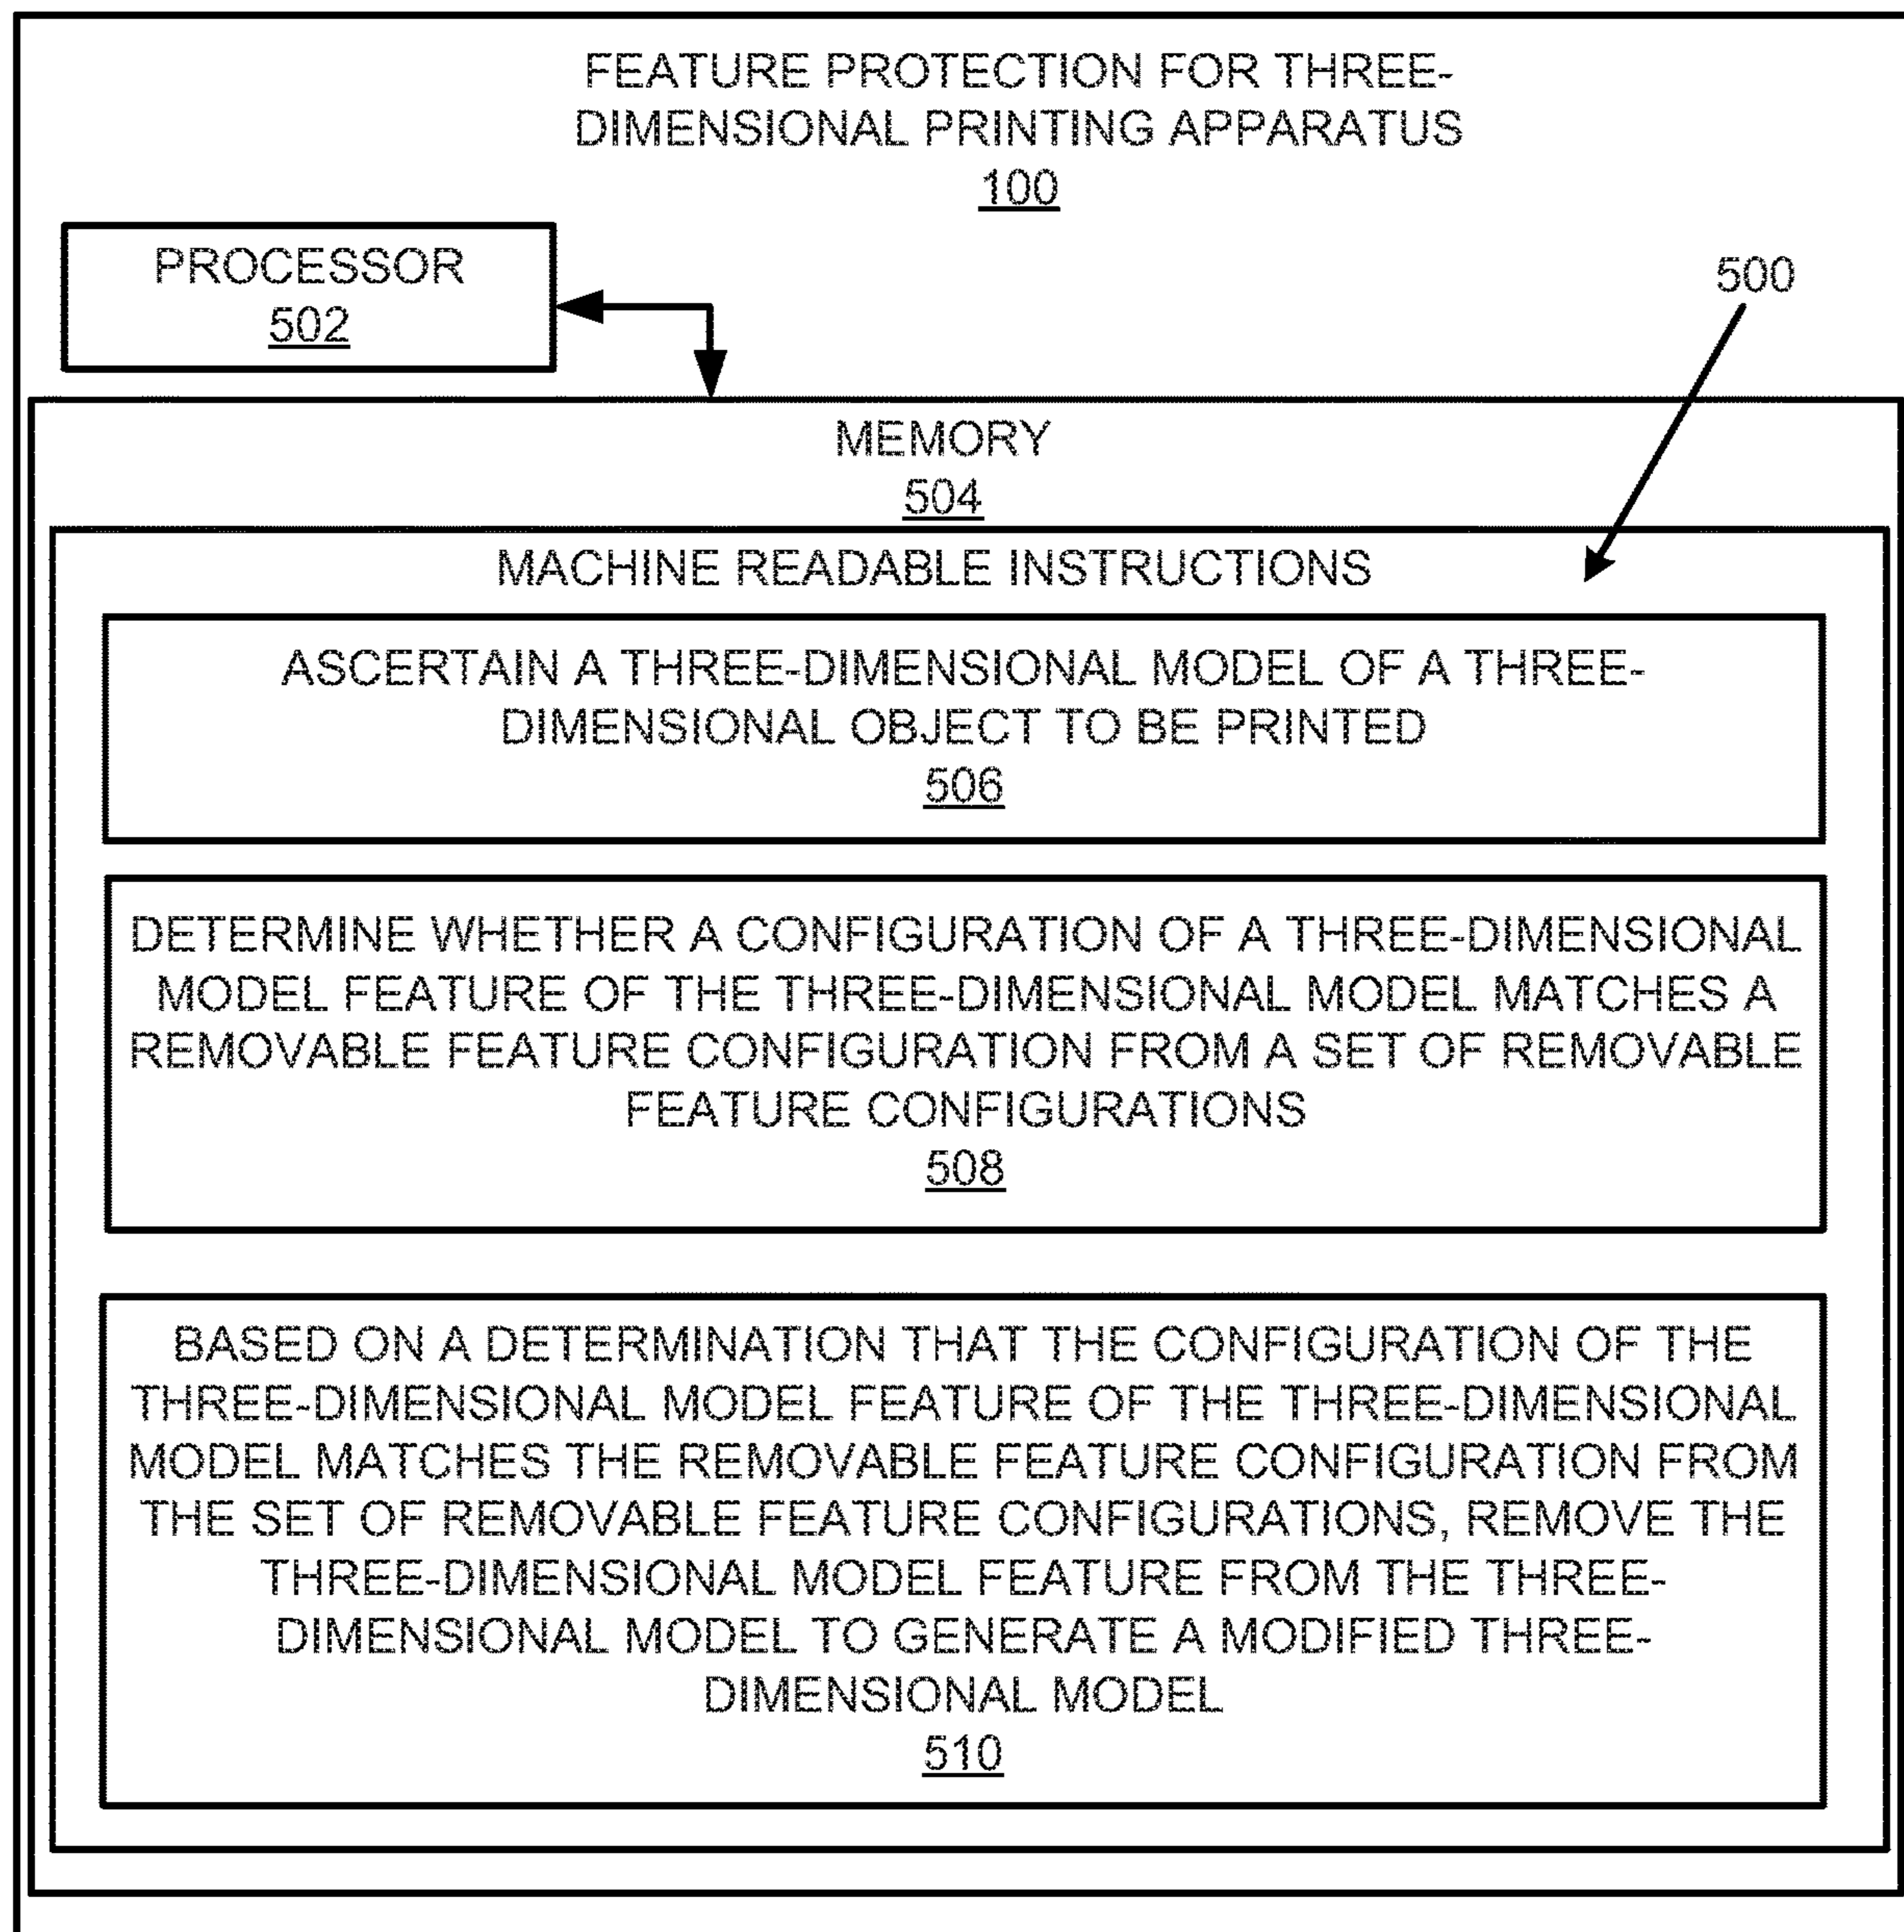 FEATURE PROTECTION FOR THREE-
DIMENSIONAL PRINTING APPARATUS
100
PROCESSOR
502
500
MEMORY
504
MACHINE READABLE INSTRUCTIONS
ASCERTAIN A THREE-DIMENSIONAL MODEL OF A THREE-
DIMENSIONAL OBJECT TO BE PRINTED
506
DETERMINE WHETHER A CONFIGURATION OF A THREE-DIMENSIONAL
MODEL FEATURE OF THE THREE-DIMENSIONAL MODEL MATCHES A
REMOVABLE FEATURE CONFIGURATION FROM A SET OF REMOVABLE
FEATURE CONFIGURATIONS
508
BASED ON A DETERMINATION THAT THE CONFIGURATION OF THE
THREE-DIMENSIONAL MODEL FEATURE OF THE THREE-DIMENSIONAL
MODEL MATCHES THE REMOVABLE FEATURE CONFIGURATION FROM
THE SET OF REMOVABLE FEATURE CONFIGURATIONS, REMOVE THE
THREE-DIMENSIONAL MODEL FEATURE FROM THE THREE-
DIMENSIONAL MODEL TO GENERATE A MODIFIED THREE-
DIMENSIONAL MODEL
510